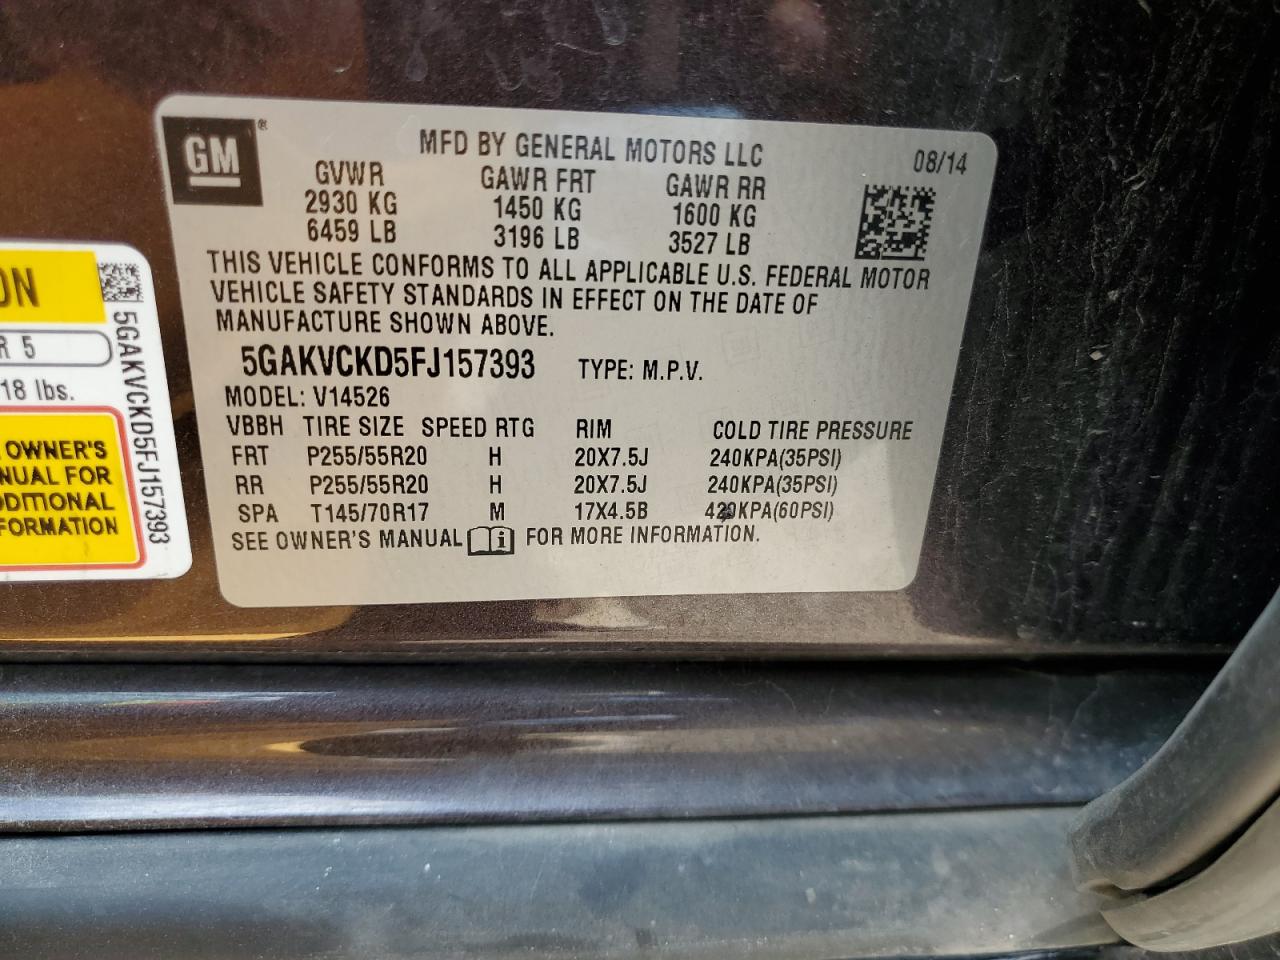 GM®
MFD BY GENERAL MOTORS LLC
08/14
GVWR GAWR FRT GAWR RR
2930 KG 1450 KG 1600 KG
6459 LB 3196 LB 3527 LB
THIS VEHICLE CONFORMS TO ALL APPLICABLE U.S. FEDERAL MOTOR
VEHICLE SAFETY STANDARDS IN EFFECT ON THE DATE OF
MANUFACTURE SHOWN ABOVE.
5GAKVCKD5FJ157393 TYPE: M.P.V.
MODEL: V14526
VBBH TIRE SIZE SPEED RTG RIM COLD TIRE PRESSURE
FRT P255/55R20 H 20X7.5J 240KPA(35PSI)
RR P255/55R20 H 20X7.5J 240KPA(35PSI)
SPA T145/70R17 M 17X4.5B 420KPA(60PSI)
SEE OWNER'S MANUAL i FOR MORE INFORMATION.
ON
R 5
18 lbs.
OWNER'S
NUAL FOR
DDITIONAL
FORMATION
5GAKVCKD5FJ157393